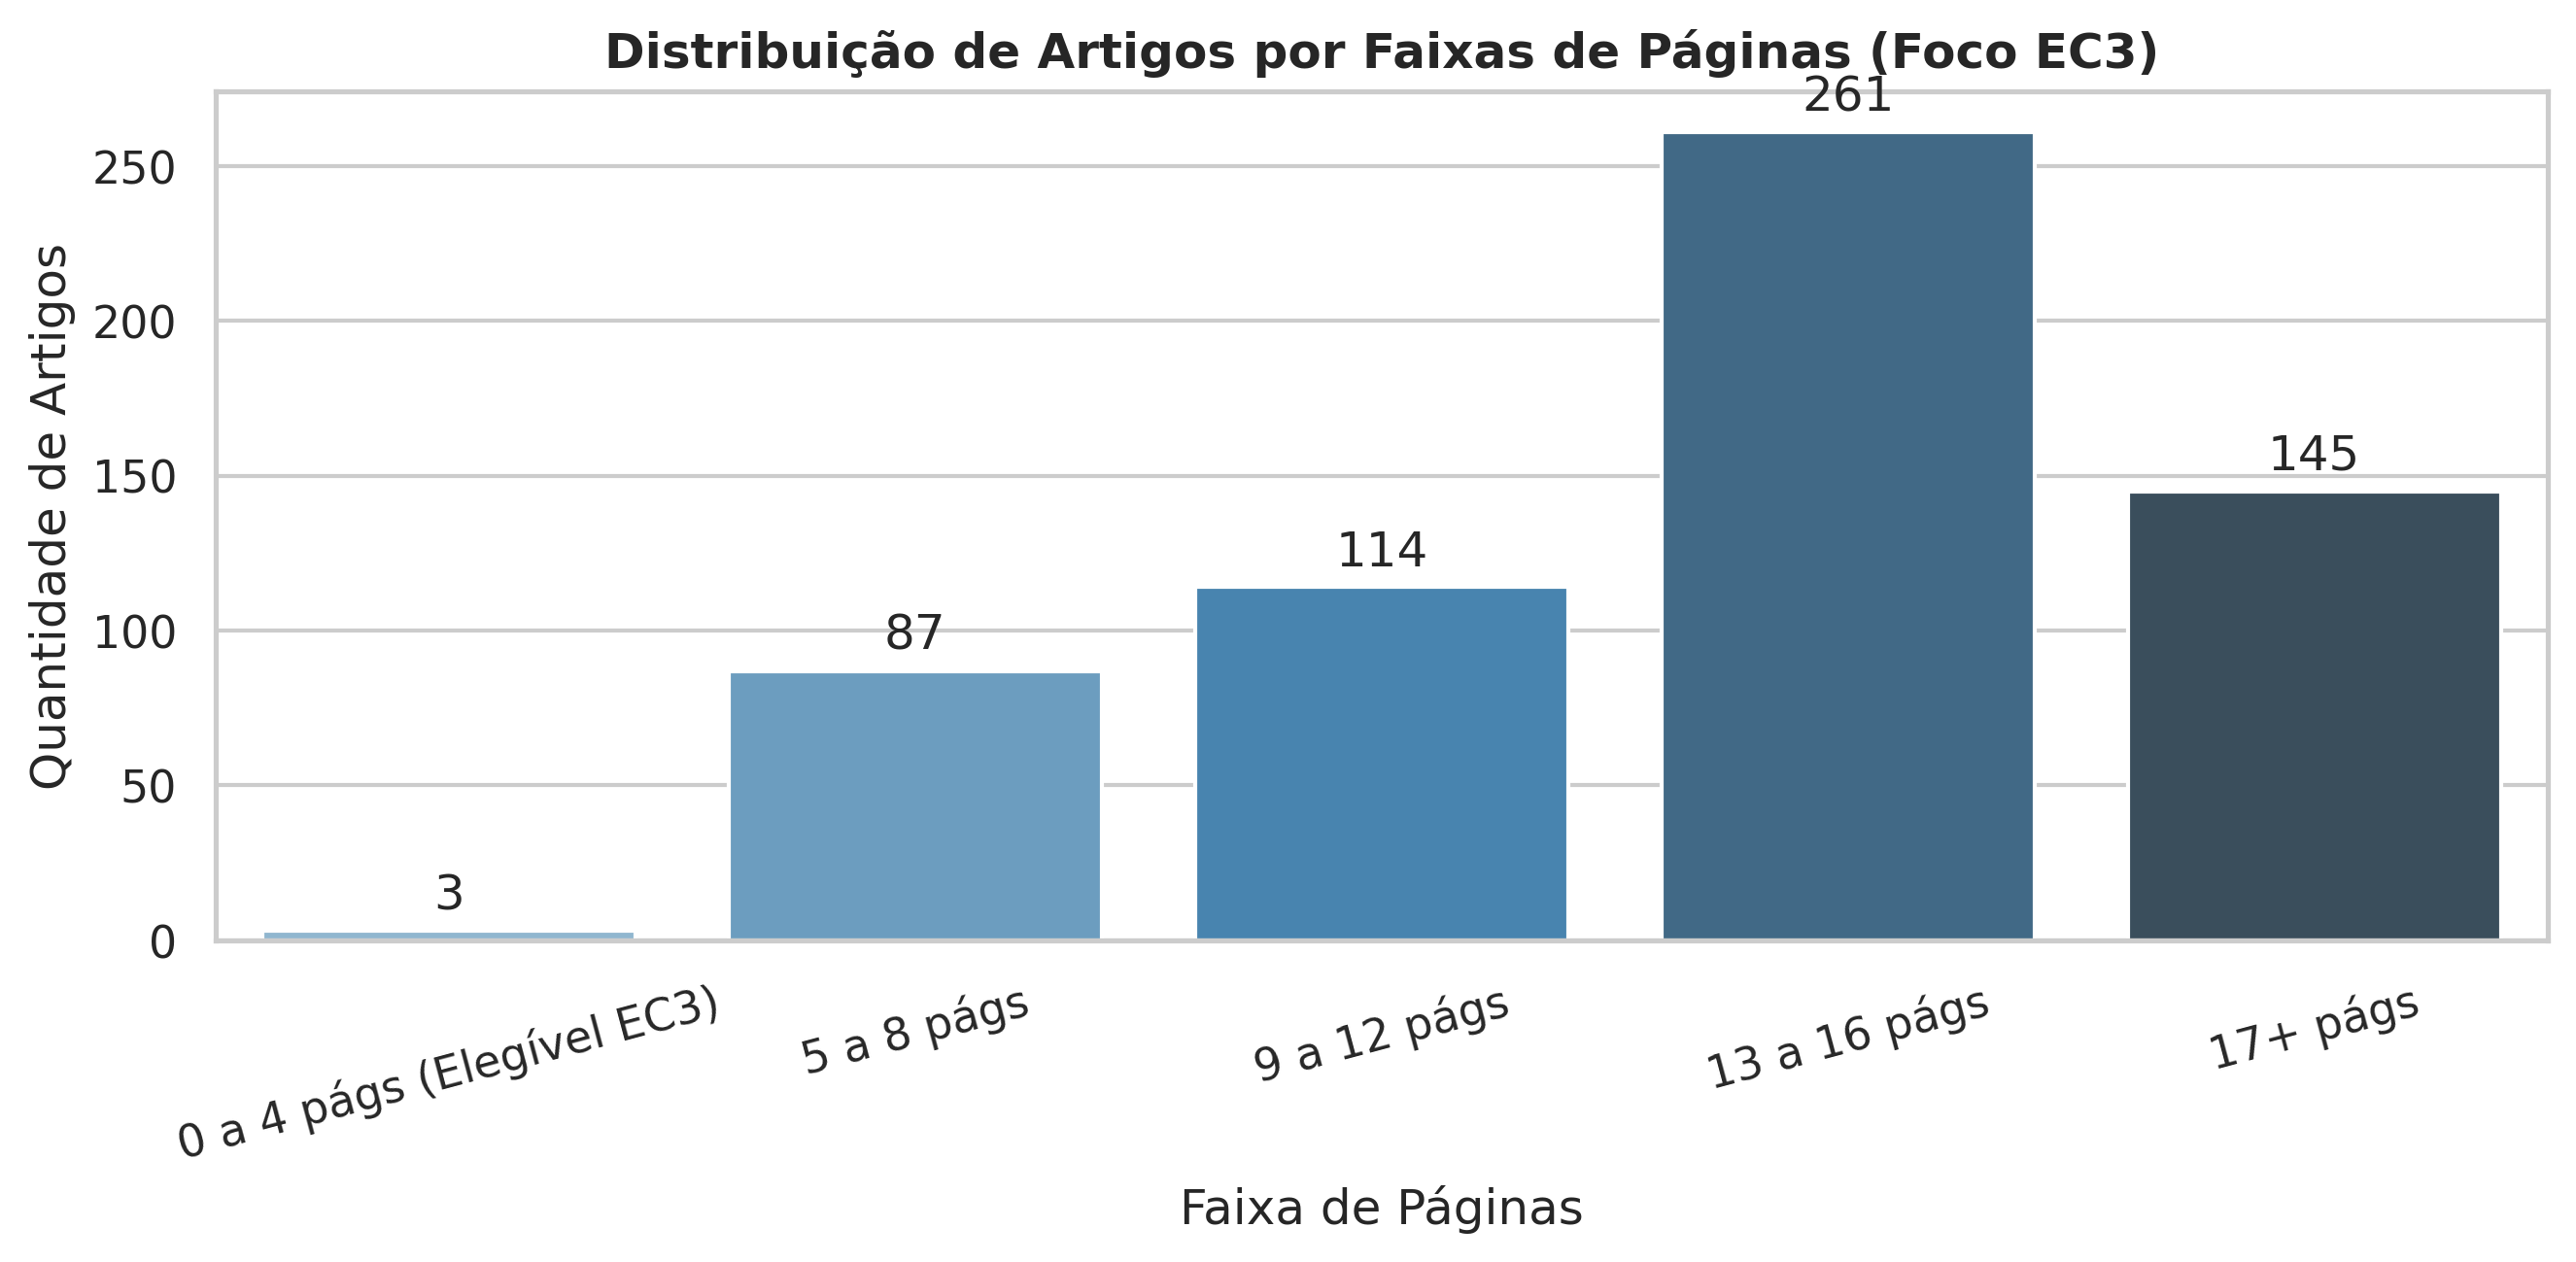 Distribuição de Artigos por Faixas de Páginas (Foco EC3)
Quantidade de Artigos
250
200
150
100
50
0
3
87
114
261
145
0 a 4 págs (Elegível EC3)
5 a 8 págs
9 a 12 págs
13 a 16 págs
17+ págs
Faixa de Páginas